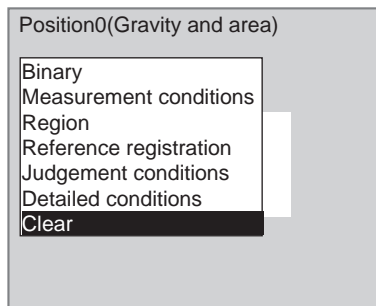 Position0(Gravity and area)
Binary
Measurement conditions
Region
Reference registration
Judgement conditions
Detailed conditions
Clear